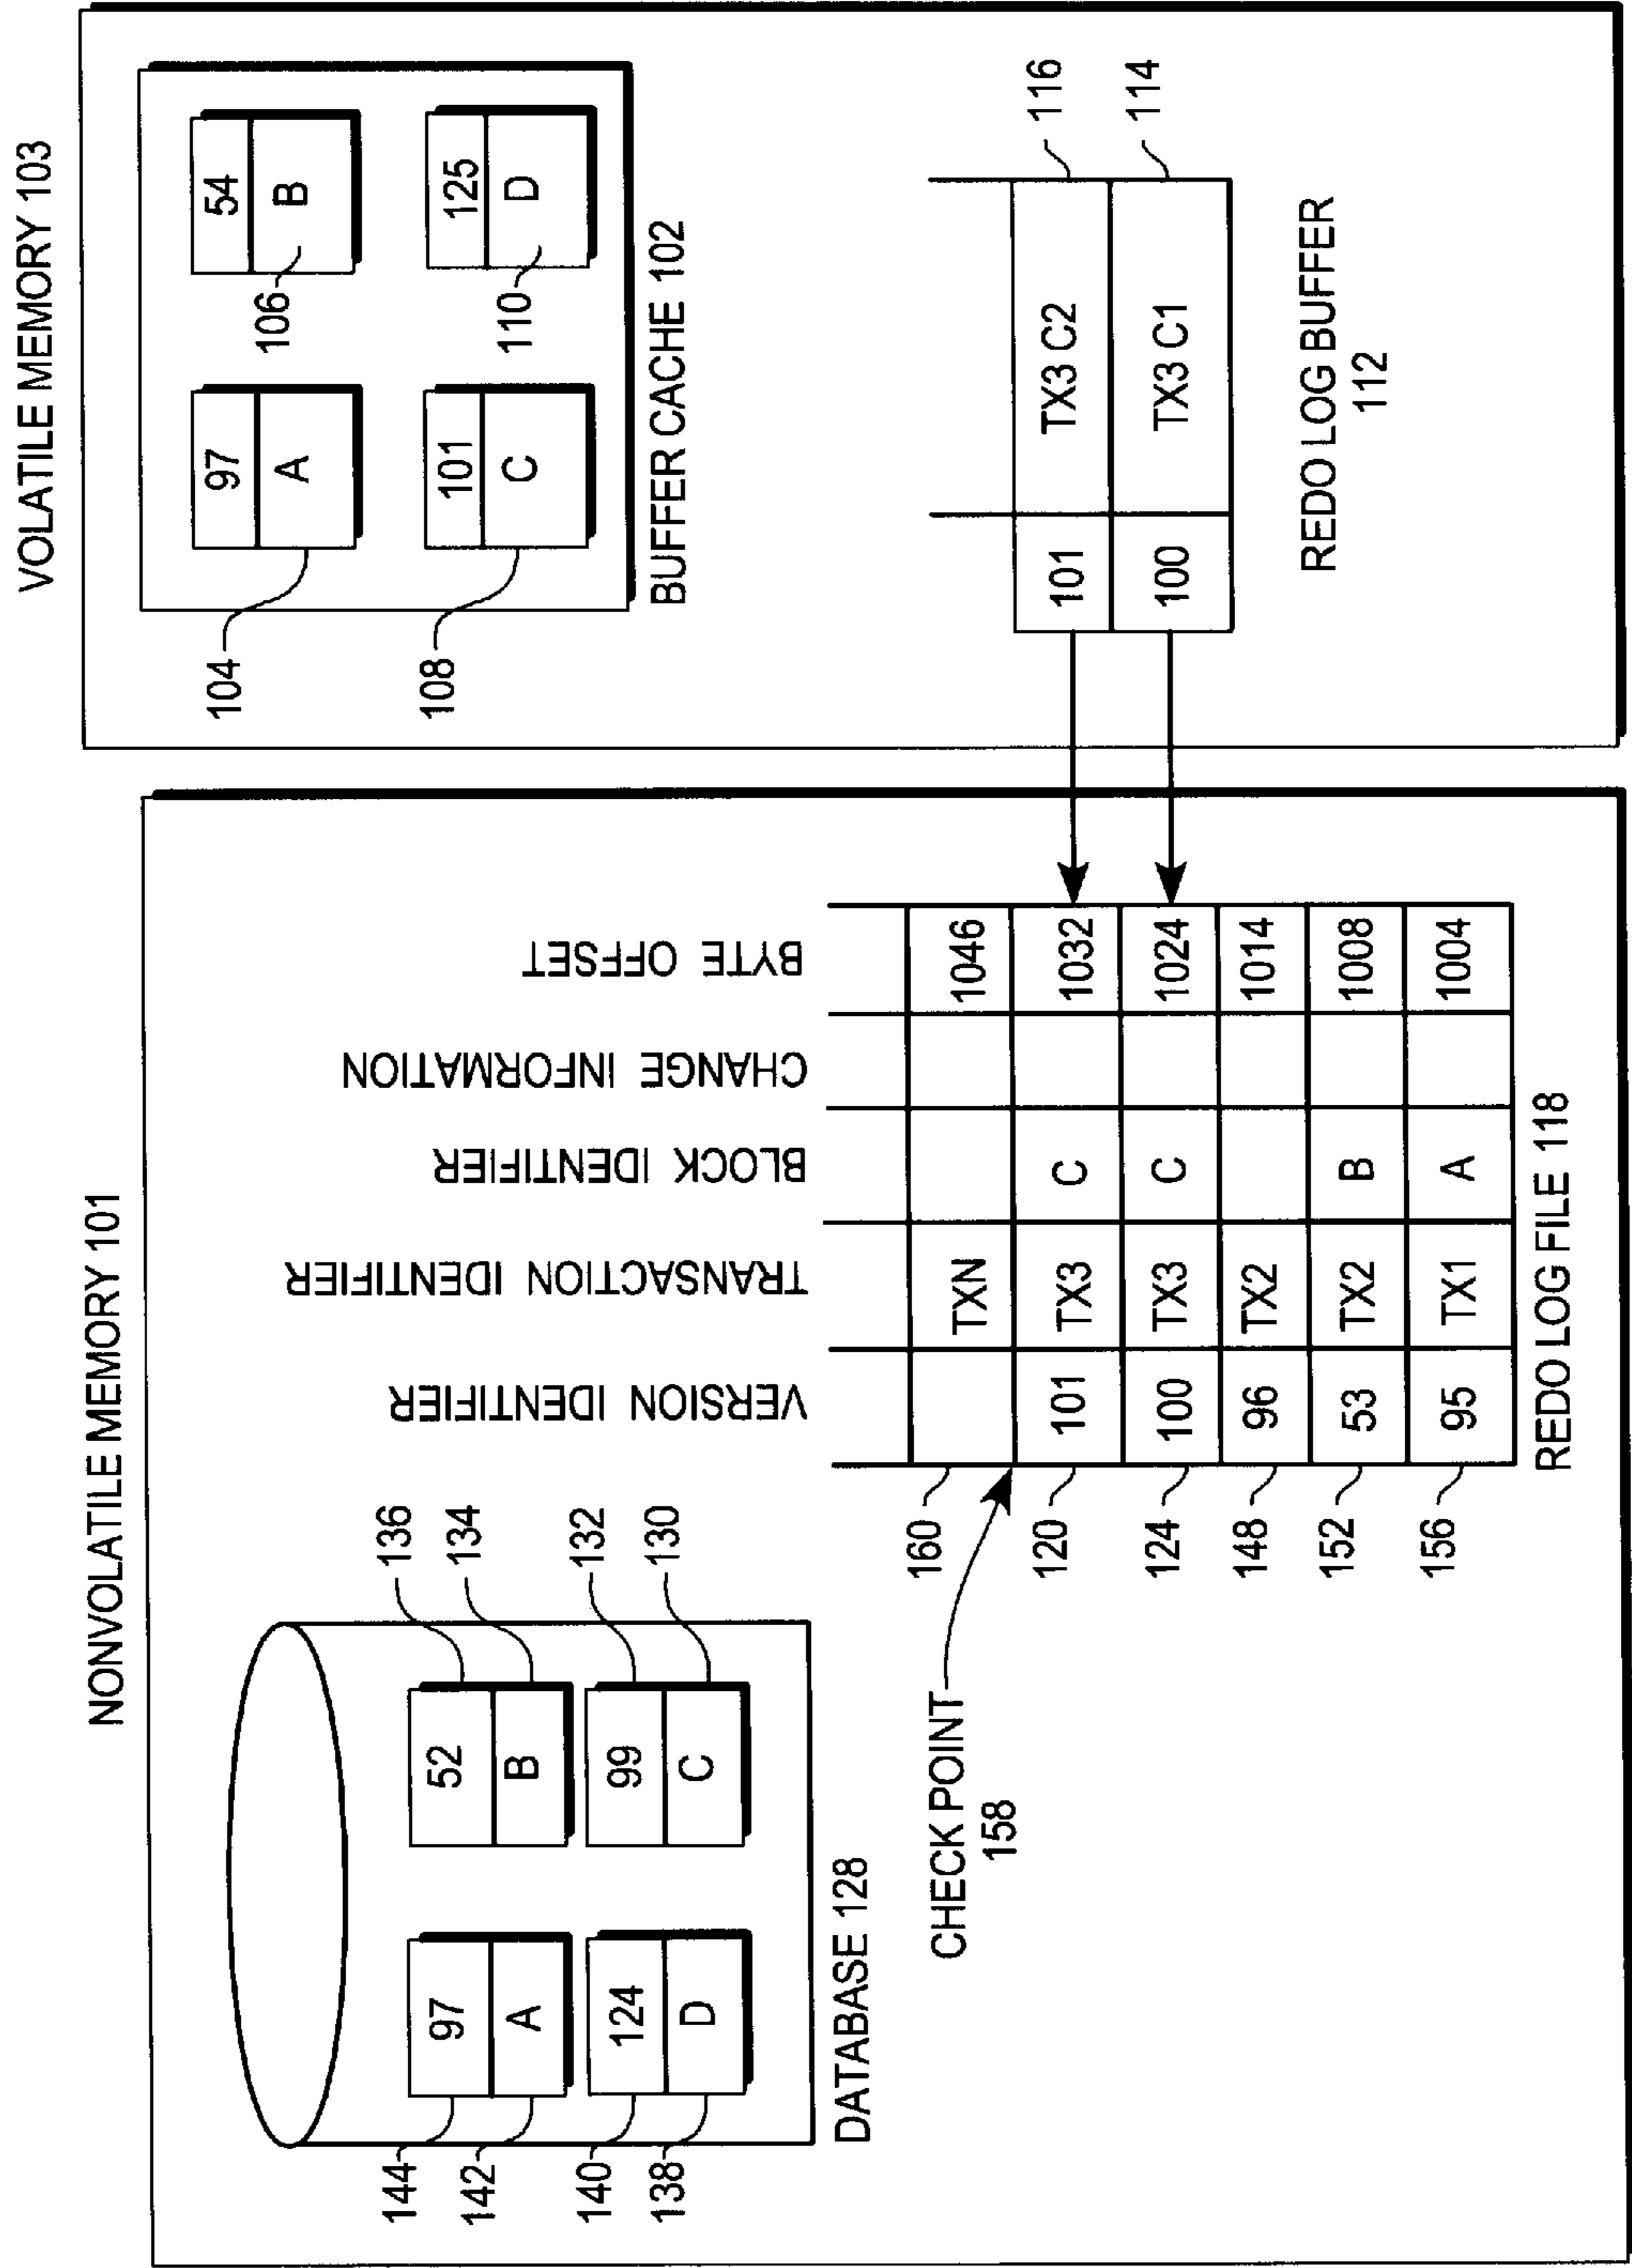 NONVOLATILE MEMORY 101
144
97
142
A
140
124
138
D
52
136
B
134
99
132
C
130
DATABASE 128
CHECK POINT
158
VERSION IDENTIFIER
TRANSACTION IDENTIFIER
BLOCK IDENTIFIER
CHANGE INFORMATION
BYTE OFFSET
160 TXN 1046
120 101 TX3 C 1032
124 100 TX3 C 1024
148 96 TX2 1014
152 53 TX2 B 1008
156 95 TX1 A 1004
REDO LOG FILE 118
VOLATILE MEMORY 103
97
A
104
54
B
106
101
C
108
125
D
110
BUFFER CACHE 102
101 TX3 C2 116
100 TX3 C1 114
REDO LOG BUFFER
112